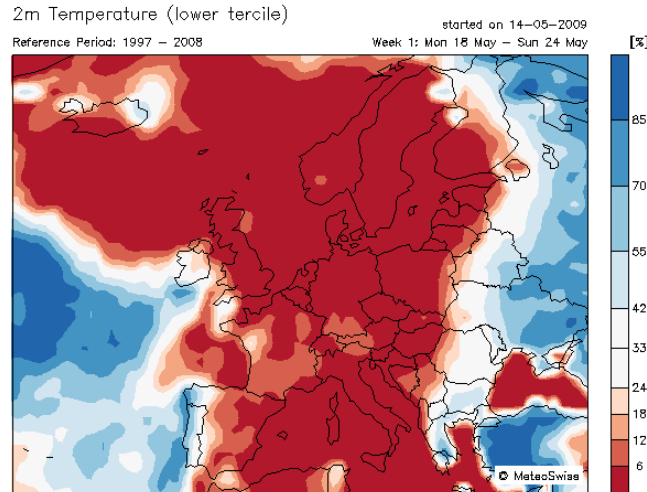 2m Temperature (lower tercile)
started on 14-05-2009
Reference Period: 1997 - 2008
Week 1: Mon 18 May - Sun 24 May
[%]
85
70
55
42
33
24
18
12
6
© MeteoSwiss